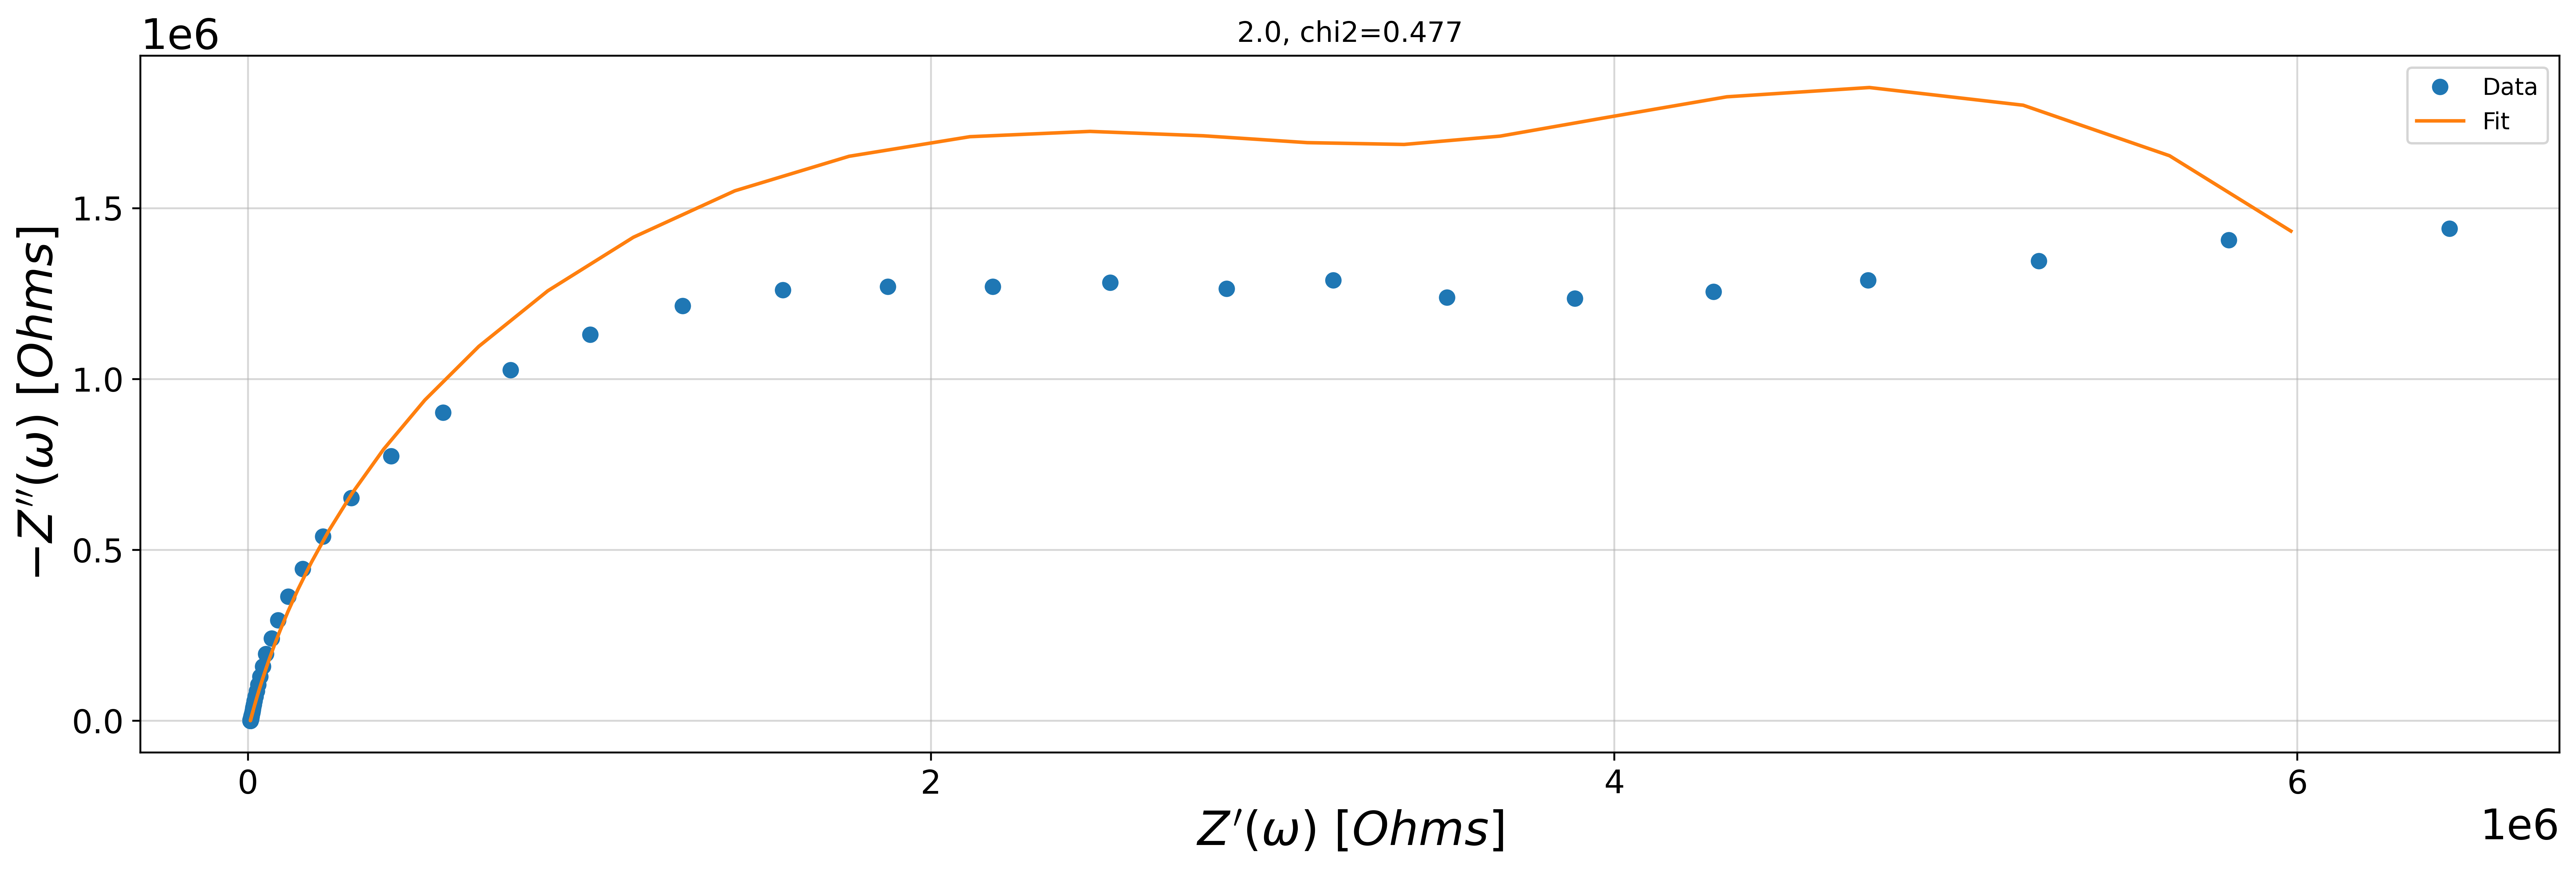 2.0, chi2=0.477
1e6
Data
Fit
1.5
1.0
0.5
0.0
−Z''(ω) [Ohms]
0 2 4 6
Z'(ω) [Ohms]
1e6